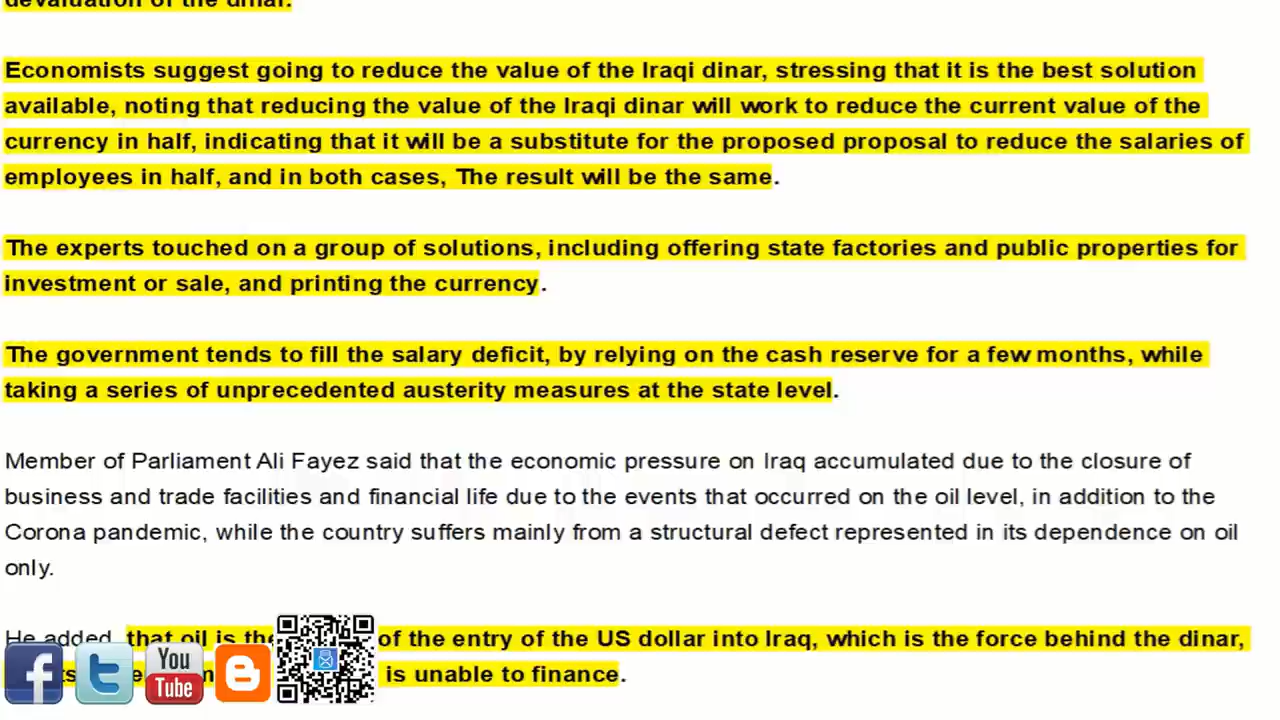 devaluation of the dinar.
Economists suggest going to reduce the value of the Iraqi dinar, stressing that it is the best solution
available, noting that reducing the value of the Iraqi dinar will work to reduce the current value of the
currency in half, indicating that it will be a substitute for the proposed proposal to reduce the salaries of
employees in half, and in both cases, The result will be the same.
The experts touched on a group of solutions, including offering state factories and public properties for
investment or sale, and printing the currency.
The government tends to fill the salary deficit, by relying on the cash reserve for a few months, while
taking a series of unprecedented austerity measures at the state level.
Member of Parliament Ali Fayez said that the economic pressure on Iraq accumulated due to the closure of
business and trade facilities and financial life due to the events that occurred on the oil level, in addition to the
Corona pandemic, while the country suffers mainly from a structural defect represented in its dependence on oil
only.
He added, that oil is the of the entry of the US dollar into Iraq, which is the force behind the dinar,
is unable to finance.
You
Tube